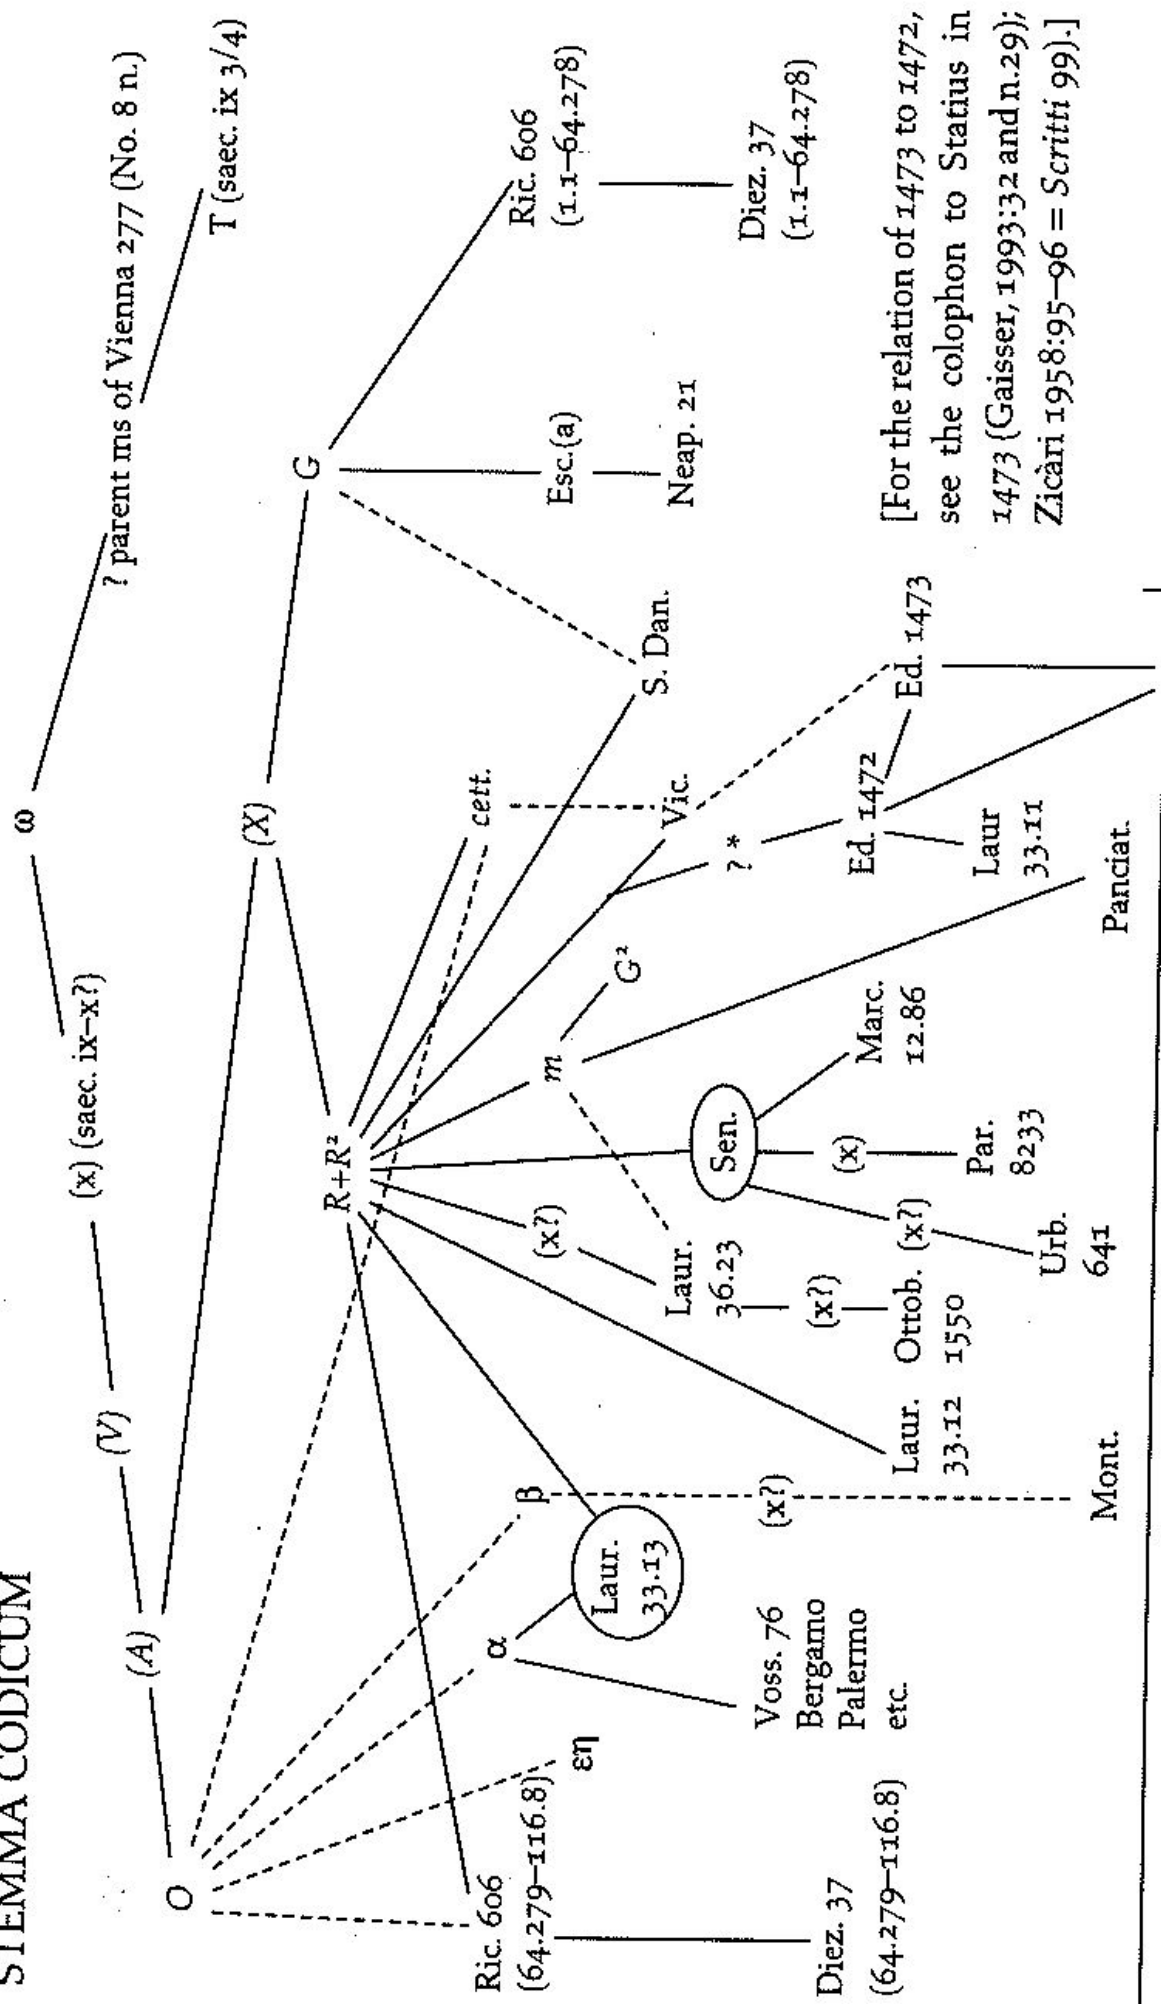 STEMMA CODICUM
ω
? parent ms of Vienna 277 (No. 8 n.)
T (saec. ix 3/4)
(x) (saec. ix–x?)
(V)
(A)
(X)
O
G
R+R²
Ric. 606
(64.279–116.8)
Diez. 37
(64.279–116.8)
εη
α
Voss. 76
Bergamo
Palermo
etc.
Laur.
33.13
β
(x?)
Mont.
Laur.
33.12
(x?)
Laur.
36.23
(x?)
Ottob.
1550
Sen.
(x?)
Urb.
641
(x)
Par.
8233
Marc.
12.86
m
G²
Panciat.
cett.
Vic.
? *
Ed. 1472
Laur
33.11
Ed. 1473
S. Dan.
Esc.(a)
Neap. 21
Ric. 606
(1.1–64.278)
Diez. 37
(1.1–64.278)
[For the relation of 1473 to 1472,
see the colophon to Statius in
1473 (Gaisser, 1993:32 and n.29);
Zicàri 1958:95–96 = Scritti 99).]